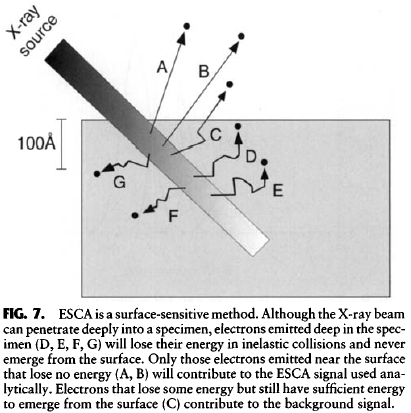 X-ray
source
A
B
C
100Å
D
G
E
F
FIG. 7. ESCA is a surface-sensitive method. Although the X-ray beam
can penetrate deeply into a specimen, electrons emitted deep in the spec-
imen (D, E, F, G) will lose their energy in inelastic collisions and never
emerge from the surface. Only those electrons emitted near the surface
that lose no energy (A, B) will contribute to the ESCA signal used ana-
lytically. Electrons that lose some energy but still have sufficient energy
to emerge from the surface (C) contribute to the background signal.